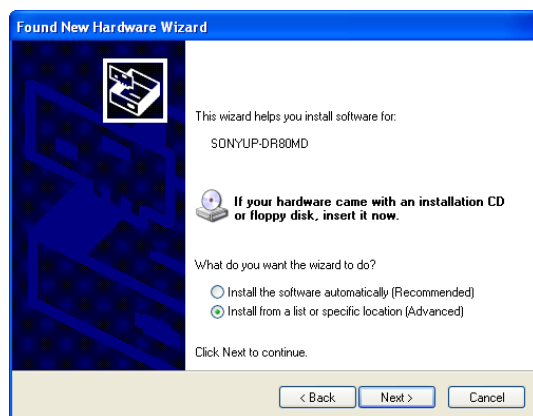 Found New Hardware Wizard
This wizard helps you install software for:
SONYUP-DR80MD
If your hardware came with an installation CD
or floppy disk, insert it now.
What do you want the wizard to do?
Install the software automatically (Recommended)
Install from a list or specific location (Advanced)
Click Next to continue.
< Back Next > Cancel